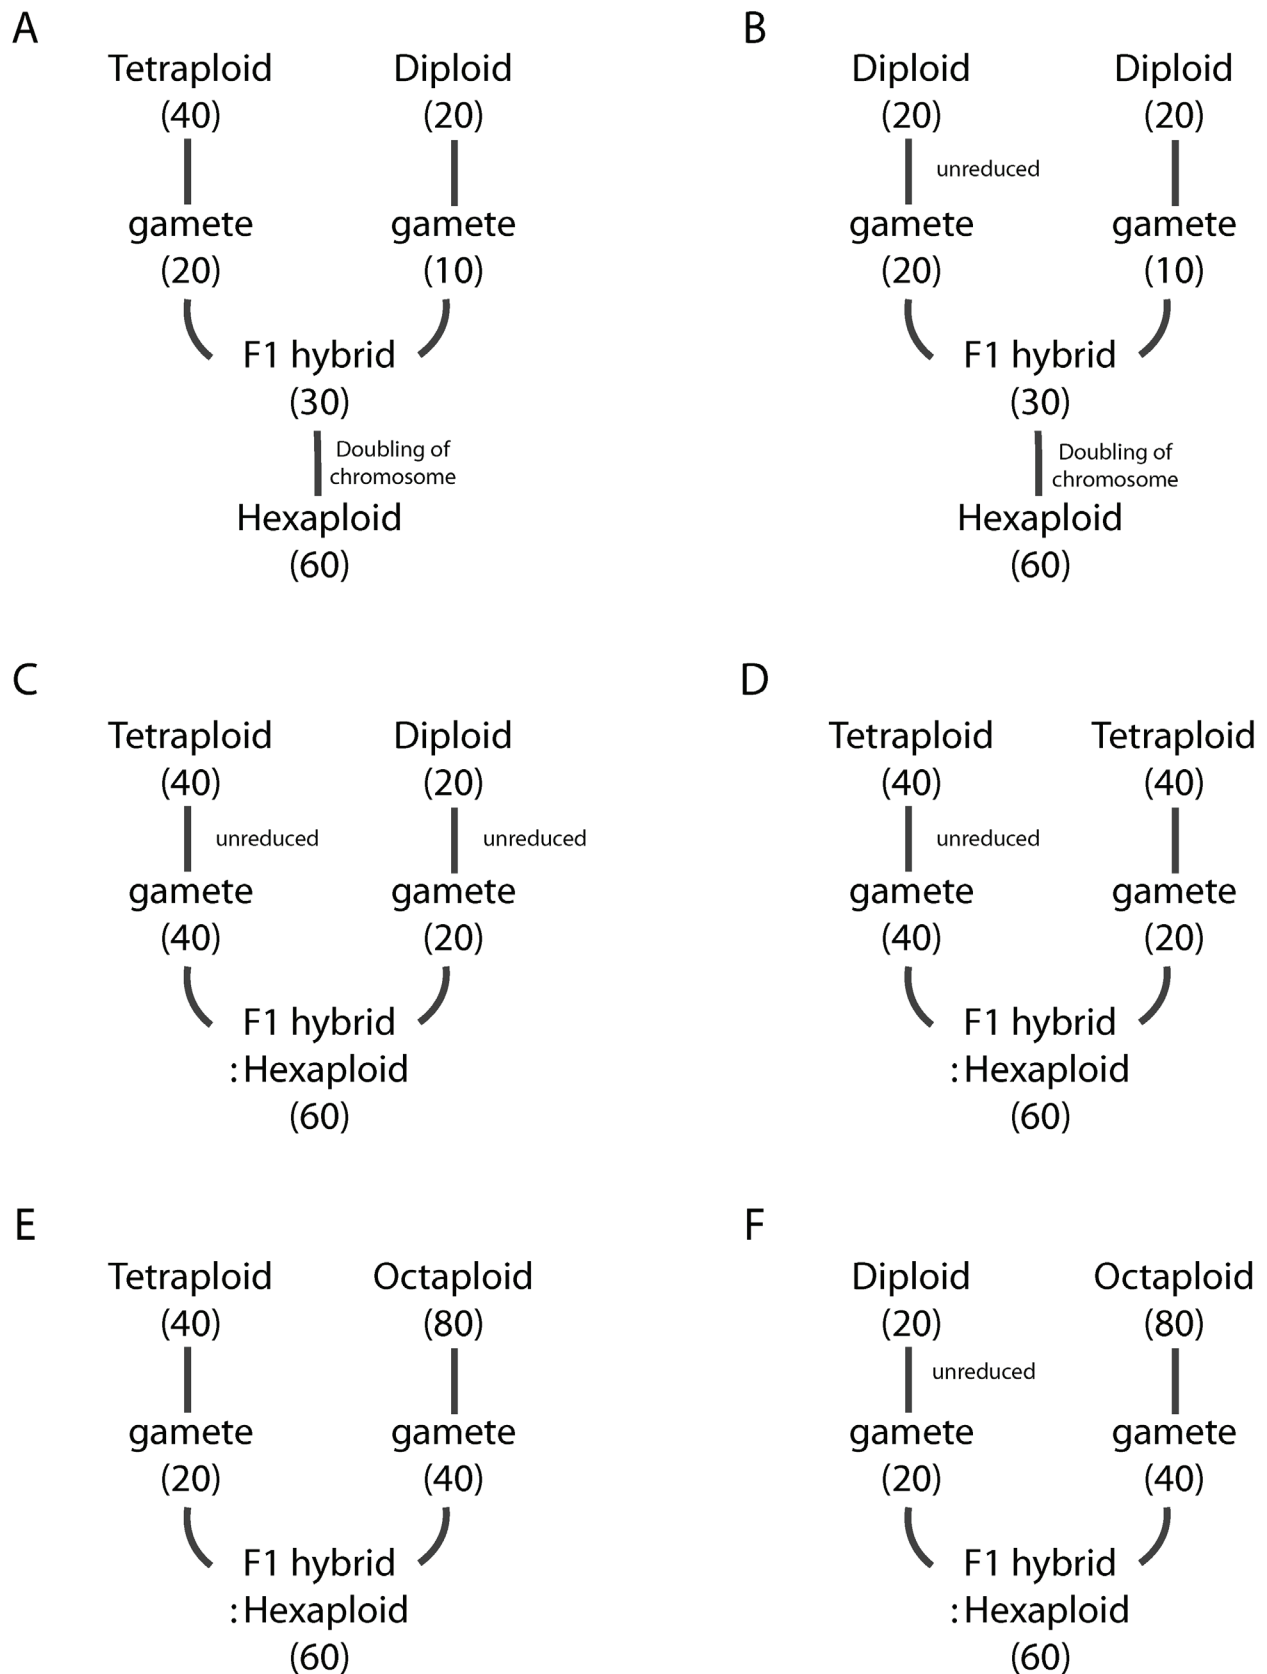 A
Tetraploid Diploid
(40) (20)
gamete gamete
(20) (10)
F1 hybrid
(30)
Doubling of
chromosome
Hexaploid
(60)
B
Diploid Diploid
(20) (20)
unreduced
gamete gamete
(20) (10)
F1 hybrid
(30)
Doubling of
chromosome
Hexaploid
(60)
C
Tetraploid Diploid
(40) (20)
unreduced unreduced
gamete gamete
(40) (20)
F1 hybrid
:Hexaploid
(60)
D
Tetraploid Tetraploid
(40) (40)
unreduced
gamete gamete
(40) (20)
F1 hybrid
:Hexaploid
(60)
E
Tetraploid Octaploid
(40) (80)
gamete gamete
(20) (40)
F1 hybrid
:Hexaploid
(60)
F
Diploid Octaploid
(20) (80)
unreduced
gamete gamete
(20) (40)
F1 hybrid
:Hexaploid
(60)